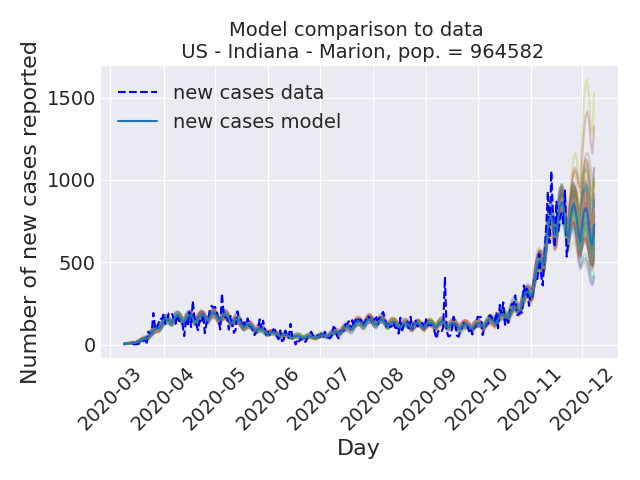 Model comparison to data
US - Indiana - Marion, pop. = 964582
Number of new cases reported
1500
1000
500
0
new cases data
new cases model
2020-03
2020-04
2020-05
2020-06
2020-07
2020-08
2020-09
2020-10
2020-11
2020-12
Day